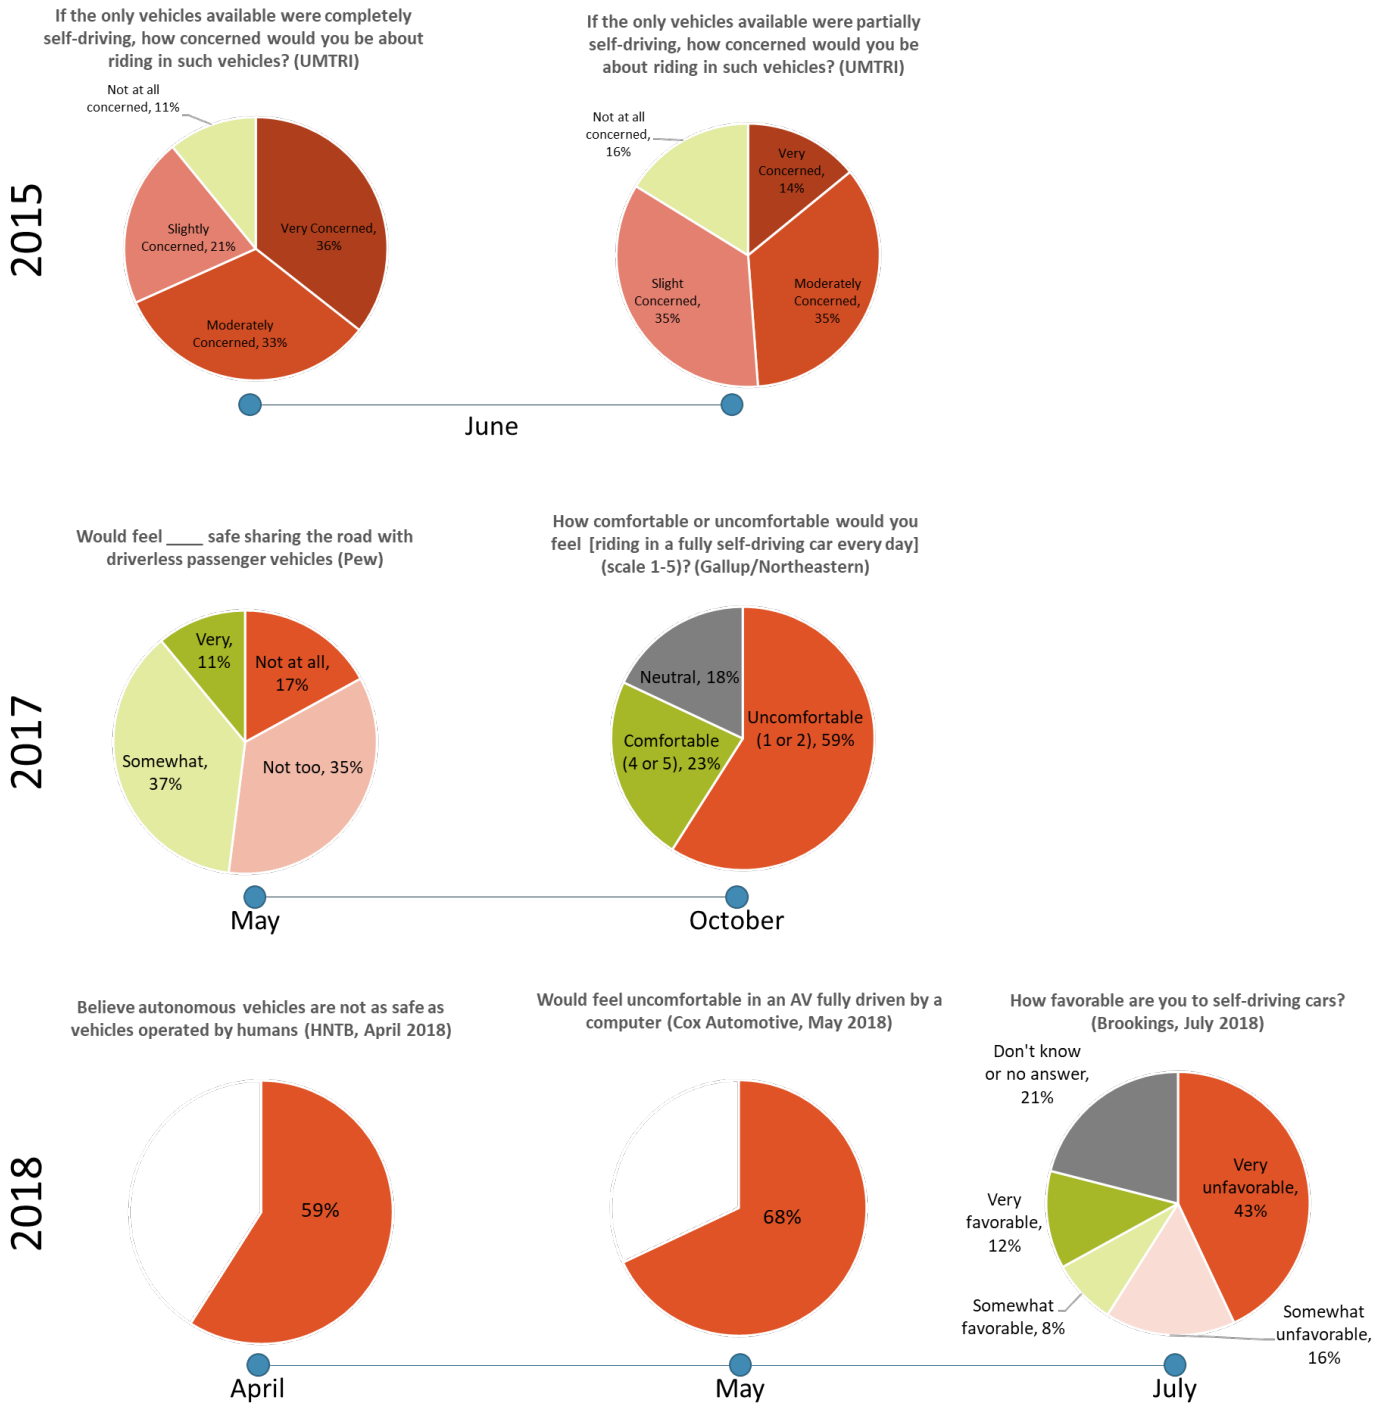 If the only vehicles available were completely
self-driving, how concerned would you be about
riding in such vehicles? (UMTRI)
If the only vehicles available were partially
self-driving, how concerned would you be
about riding in such vehicles? (UMTRI)
2015
Not at all
concerned, 11%
Very Concerned,
36%
Slightly
Concerned, 21%
Moderately
Concerned, 33%
Not at all
concerned,
16%
Very
Concerned,
14%
Slight
Concerned,
35%
Moderately
Concerned,
35%
June
Would feel ____ safe sharing the road with
driverless passenger vehicles (Pew)
How comfortable or uncomfortable would you
feel [riding in a fully self-driving car every day]
(scale 1-5)? (Gallup/Northeastern)
2017
Very,
11%
Not at all,
17%
Somewhat,
37%
Not too, 35%
Neutral, 18%
Uncomfortable
(1 or 2), 59%
Comfortable
(4 or 5), 23%
May
October
Believe autonomous vehicles are not as safe as
vehicles operated by humans (HNTB, April 2018)
Would feel uncomfortable in an AV fully driven by a
computer (Cox Automotive, May 2018)
How favorable are you to self-driving cars?
(Brookings, July 2018)
2018
59%
68%
Don't know
or no answer,
21%
Very
unfavorable,
43%
Very
favorable,
12%
Somewhat
favorable, 8%
Somewhat
unfavorable,
16%
April
May
July